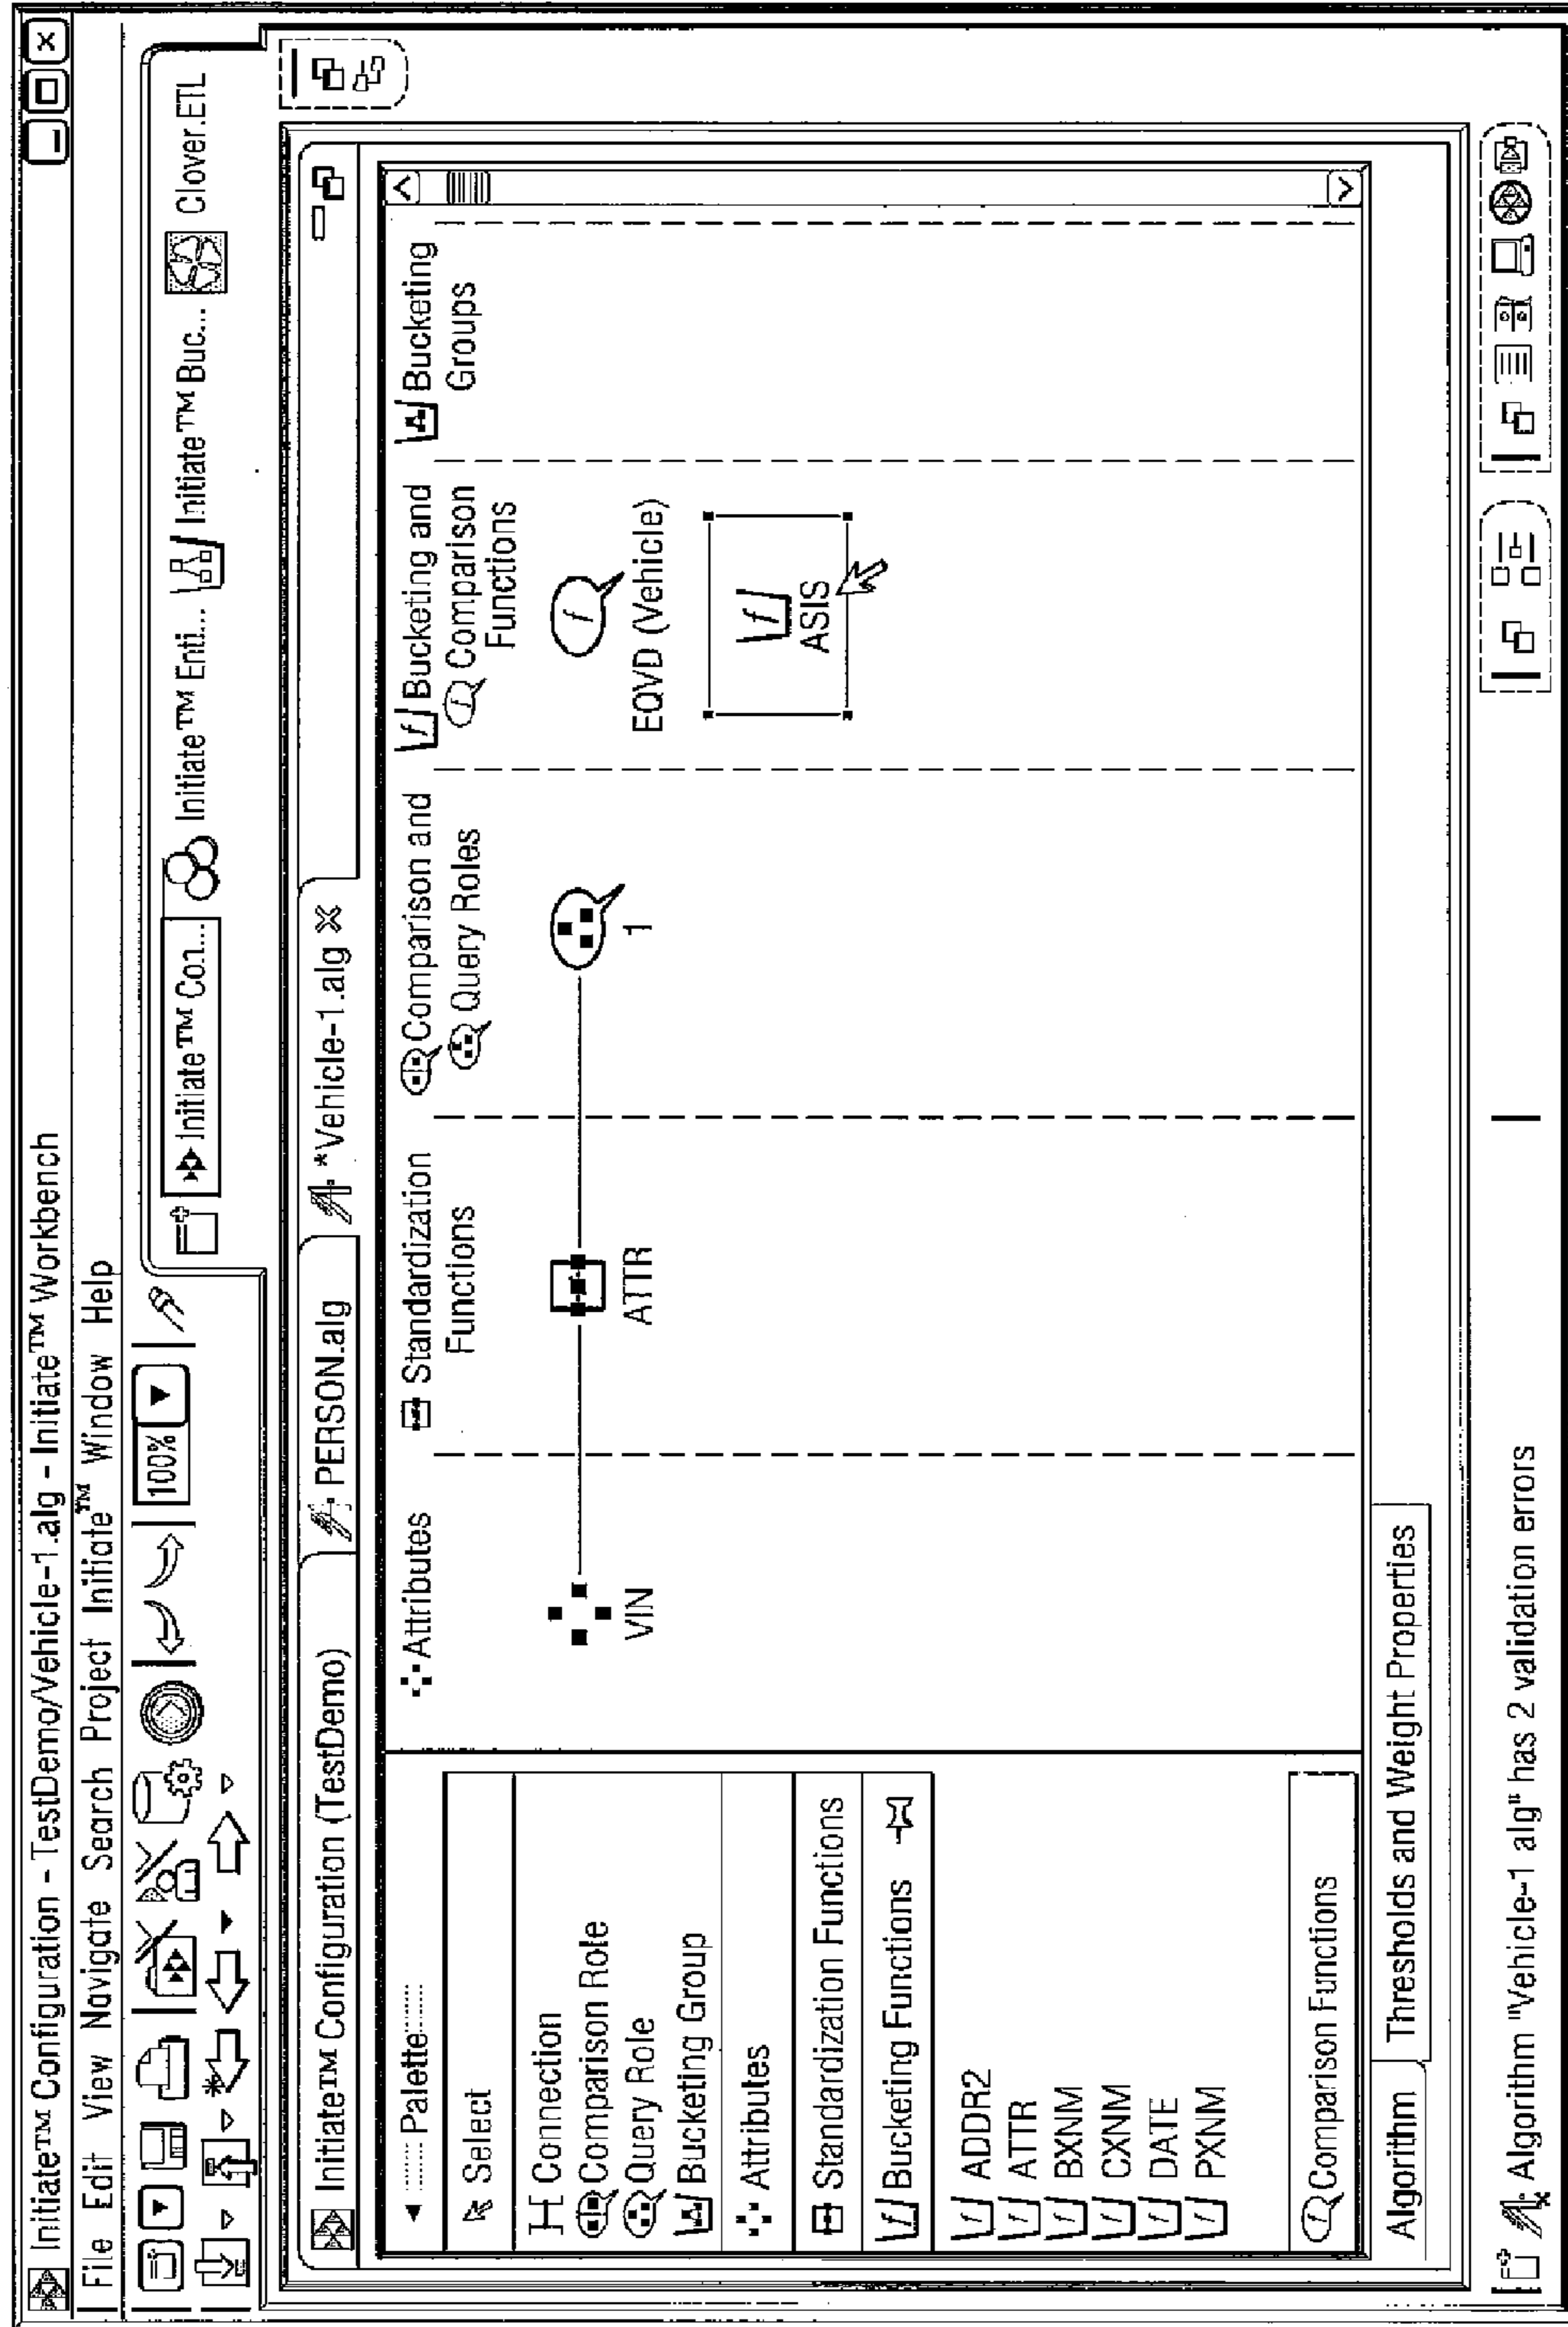 Initiate™ Configuration - TestDemo/Vehicle-1.alg - Initiate™ Workbench
File Edit View Navigate Search Project Initiate™ Window Help
100%
Initiate™ Con... Initiate™ Enti... Initiate™ Buc... Clover.ETL
Initiate™ Configuration (TestDemo) PERSON.alg *Vehicle-1.alg
Palette
Select
Connection
Comparison Role
Query Role
Bucketing Group
Attributes
Standardization Functions
Bucketing Functions
ADDR2
ATTR
BXNM
CXNM
DATE
PXNM
Comparison Functions
Attributes
VIN
Standardization
Functions
ATTR
Comparison and
Query Roles
1
Bucketing and
Comparison
Functions
EQVD (Vehicle)
ASIS
Bucketing
Groups
Algorithm Thresholds and Weight Properties
Algorithm "Vehicle-1 alg" has 2 validation errors